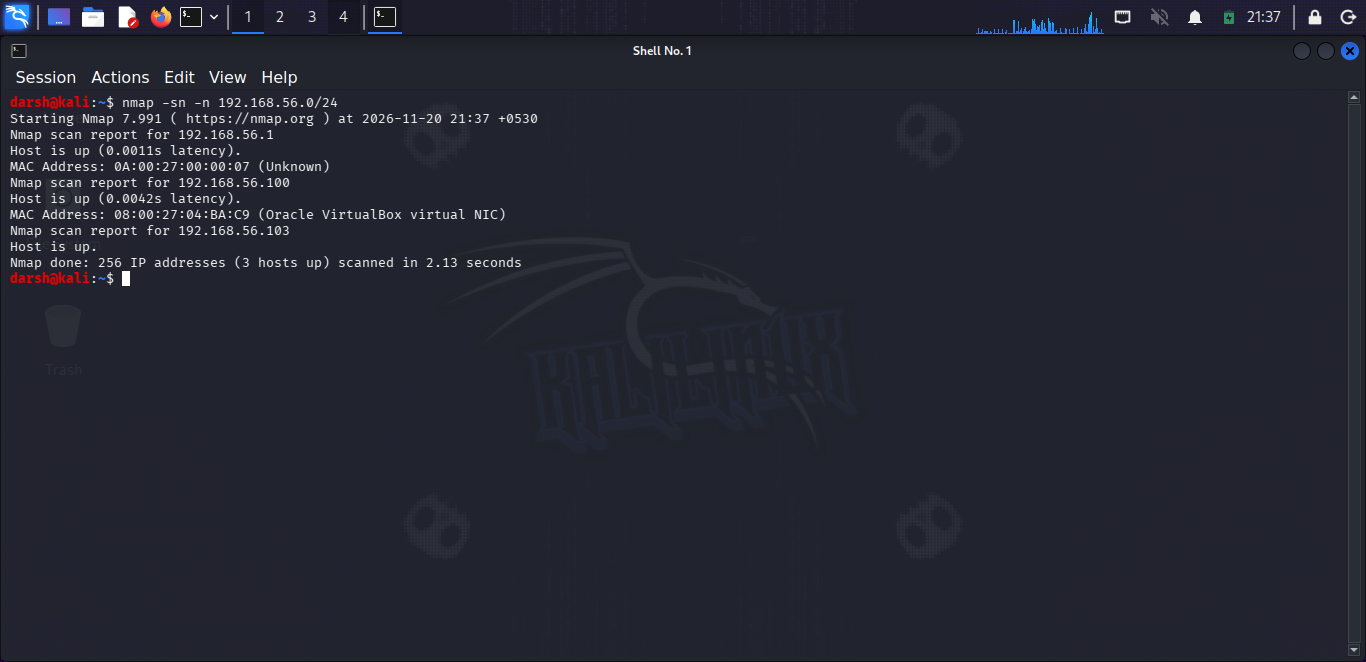 1 2 3 4
21:37
Shell No. 1
Session Actions Edit View Help
darsh@kali:~$ nmap -sn -n 192.168.56.0/24
Starting Nmap 7.991 ( https://nmap.org ) at 2026-11-20 21:37 +0530
Nmap scan report for 192.168.56.1
Host is up (0.0011s latency).
MAC Address: 0A:00:27:00:00:07 (Unknown)
Nmap scan report for 192.168.56.100
Host is up (0.0042s latency).
MAC Address: 08:00:27:04:BA:C9 (Oracle VirtualBox virtual NIC)
Nmap scan report for 192.168.56.103
Host is up.
Nmap done: 256 IP addresses (3 hosts up) scanned in 2.13 seconds
darsh@kali:~$
Trash
KALI LINUX